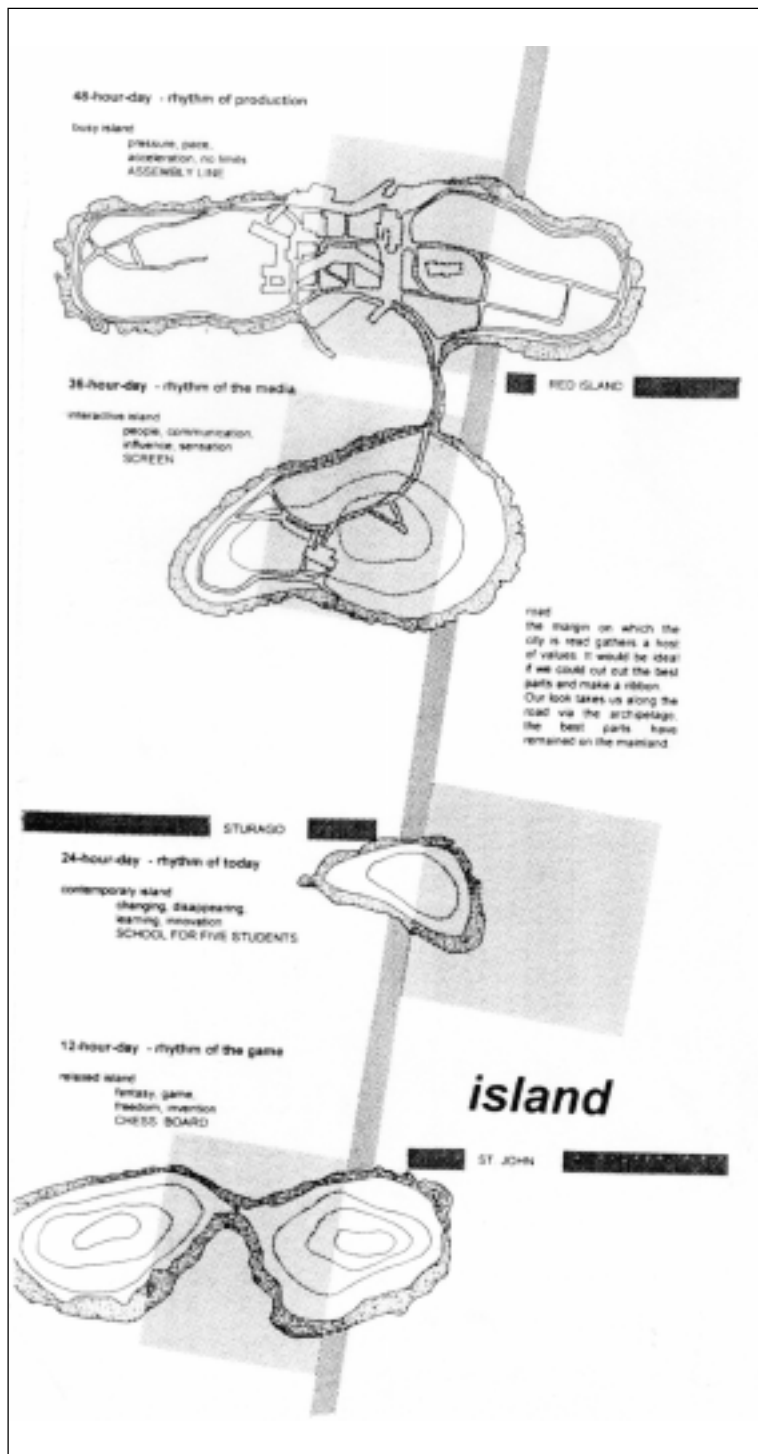 48-hour-day - rhythm of production
busy island
pressure, pace,
acceleration, no limits
ASSEMBLY LINE
36-hour-day - rhythm of the media
RED ISLAND
interactive island
people, communication,
influence, sensation
SCREEN
road
the margin on which the
city is read gathers a host
of values. It would be ideal
if we could cut out the best
parts and make a ribbon.
Our look takes us along the
road via the archipelago,
the best parts have
remained on the mainland
STURAGO
24-hour-day - rhythm of today
contemporary island
changing, disappearing,
learning, innovation
SCHOOL FOR FIVE STUDENTS
12-hour-day - rhythm of the game
relaxed island
fantasy, game,
freedom, invention
CHESS BOARD
island
ST. JOHN